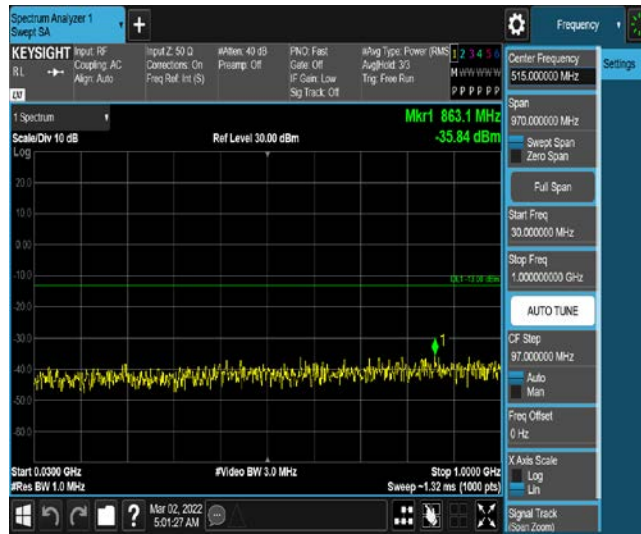 Spectrum Analyzer 1
Swept SA
Frequency
KEYSIGHT
RL
LXI
Input: RF
Coupling: AC
Align: Auto
Input Z: 50 Ω
Corrections: On
Freq Ref: Int (S)
#Atten: 40 dB
Preamp: Off
PNO: Fast
Gate: Off
IF Gain: Low
Sig Track: Off
#Avg Type: Power (RMS
Avg|Hold: 3/3
Trig: Free Run
1 2 3 4 5 6
M W W W W W
P P P P P P
Center Frequency
515.000000 MHz
Settings
Span
970.000000 MHz
Swept Span
Zero Span
Full Span
Start Freq
30.000000 MHz
Stop Freq
1.000000000 GHz
AUTO TUNE
CF Step
97.000000 MHz
Auto
Man
Freq Offset
0 Hz
X Axis Scale
Log
Lin
Signal Track
(Span Zoom)
1 Spectrum
Mkr1 863.1 MHz
Scale/Div 10 dB
Ref Level 30.00 dBm
-35.84 dBm
Log
20.0
10.0
0.00
-10.0
DL1 -13.00 dBm
-20.0
-30.0
1
-40.0
-50.0
-60.0
Start 0.0300 GHz
#Video BW 3.0 MHz
Stop 1.0000 GHz
#Res BW 1.0 MHz
Sweep ~1.32 ms (1000 pts)
?
Mar 02, 2022
5:01:27 AM